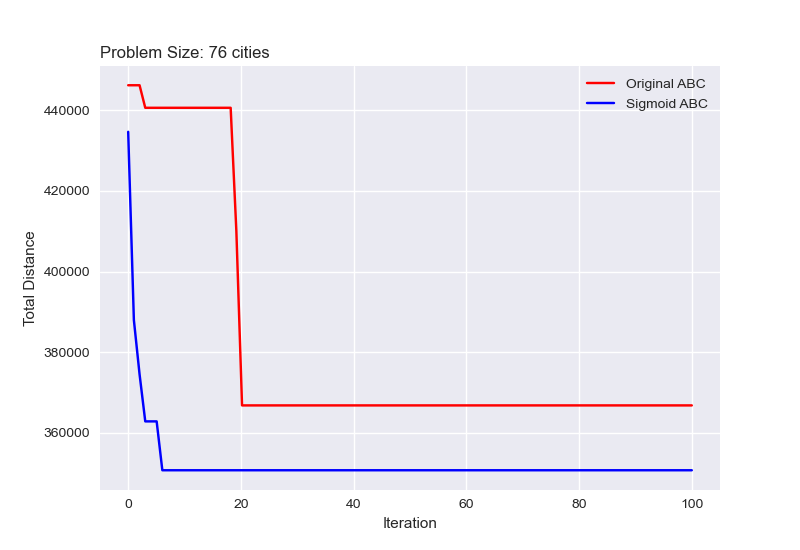 Problem Size: 76 cities
Original ABC
Sigmoid ABC
440000
420000
400000
380000
360000
Total Distance
0 20 40 60 80 100
Iteration